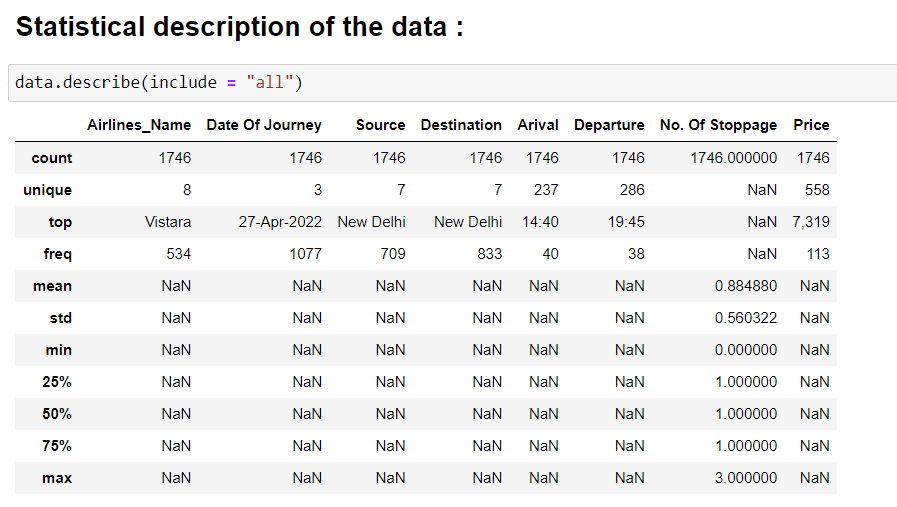 Statistical description of the data :
data.describe(include = "all")
Airlines_Name Date Of Journey Source Destination Arival Departure No. Of Stoppage Price
count 1746 1746 1746 1746 1746 1746 1746.000000 1746
unique 8 3 7 7 237 286 NaN 558
top Vistara 27-Apr-2022 New Delhi New Delhi 14:40 19:45 NaN 7,319
freq 534 1077 709 833 40 38 NaN 113
mean NaN NaN NaN NaN NaN NaN 0.884880 NaN
std NaN NaN NaN NaN NaN NaN 0.560322 NaN
min NaN NaN NaN NaN NaN NaN 0.000000 NaN
25% NaN NaN NaN NaN NaN NaN 1.000000 NaN
50% NaN NaN NaN NaN NaN NaN 1.000000 NaN
75% NaN NaN NaN NaN NaN NaN 1.000000 NaN
max NaN NaN NaN NaN NaN NaN 3.000000 NaN